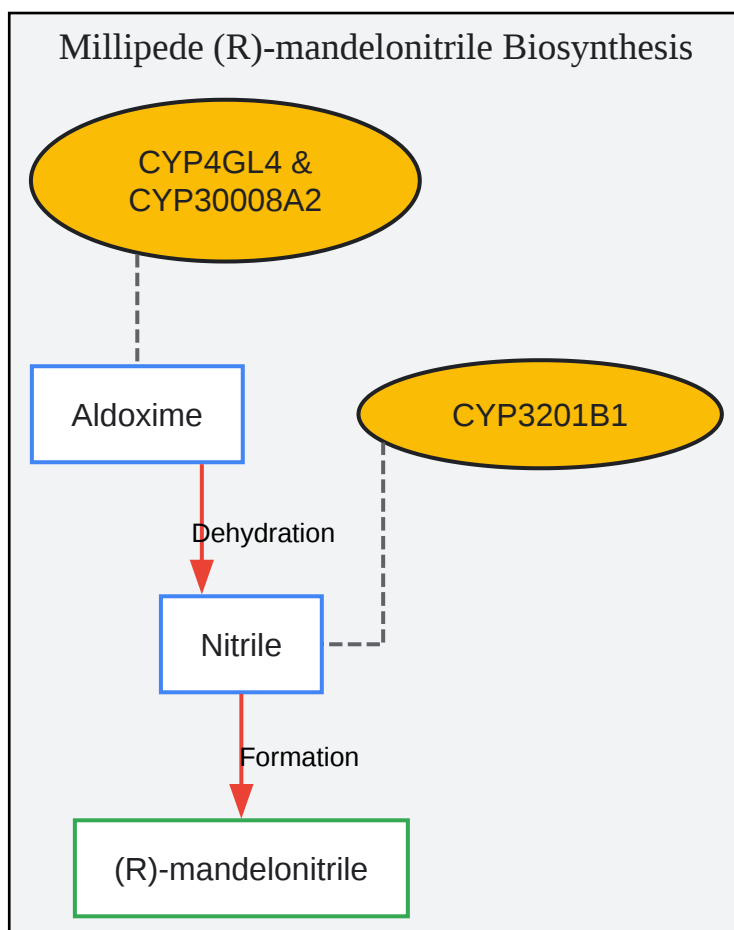 Millipede (R)-mandelonitrile Biosynthesis
CYP4GL4 &
CYP30008A2
Aldoxime
CYP3201B1
Dehydration
Nitrile
Formation
(R)-mandelonitrile